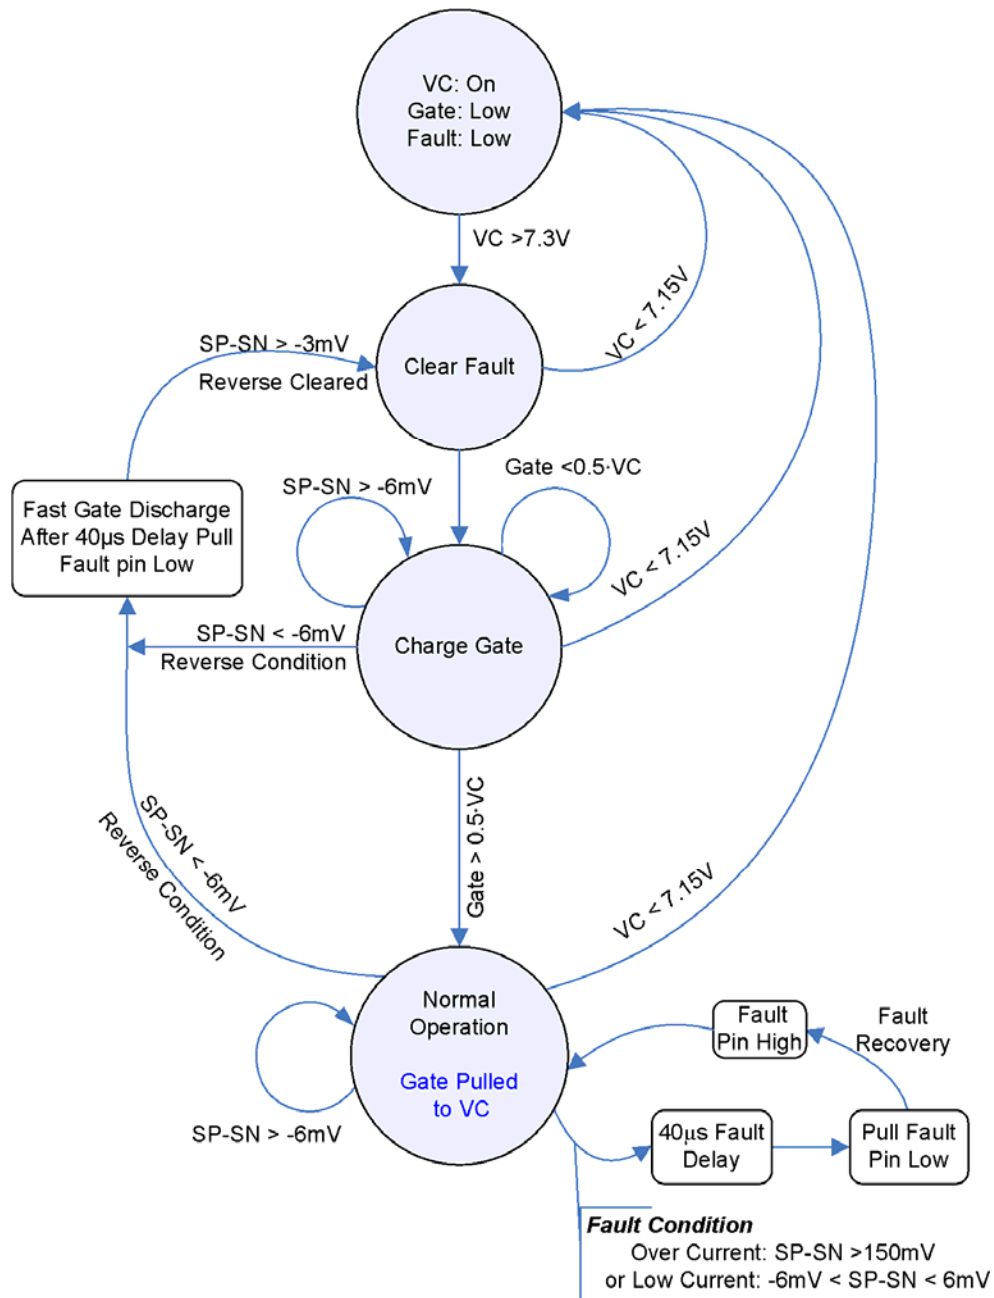 VC: On
Gate: Low
Fault: Low
VC >7.3V
VC < 7.15V
SP-SN > -3mV
Reverse Cleared
Clear Fault
Gate <0.5·VC
SP-SN > -6mV
Fast Gate Discharge
After 40µs Delay Pull
Fault pin Low
VC < 7.15V
SP-SN < -6mV
Reverse Condition
Charge Gate
Gate > 0.5·VC
SP-SN < -6mV
Reverse Condition
VC < 7.15V
Normal
Operation
Gate Pulled
to VC
SP-SN > -6mV
Fault
Pin High
Fault
Recovery
40µs Fault
Delay
Pull Fault
Pin Low
Fault Condition
Over Current: SP-SN >150mV
or Low Current: -6mV < SP-SN < 6mV